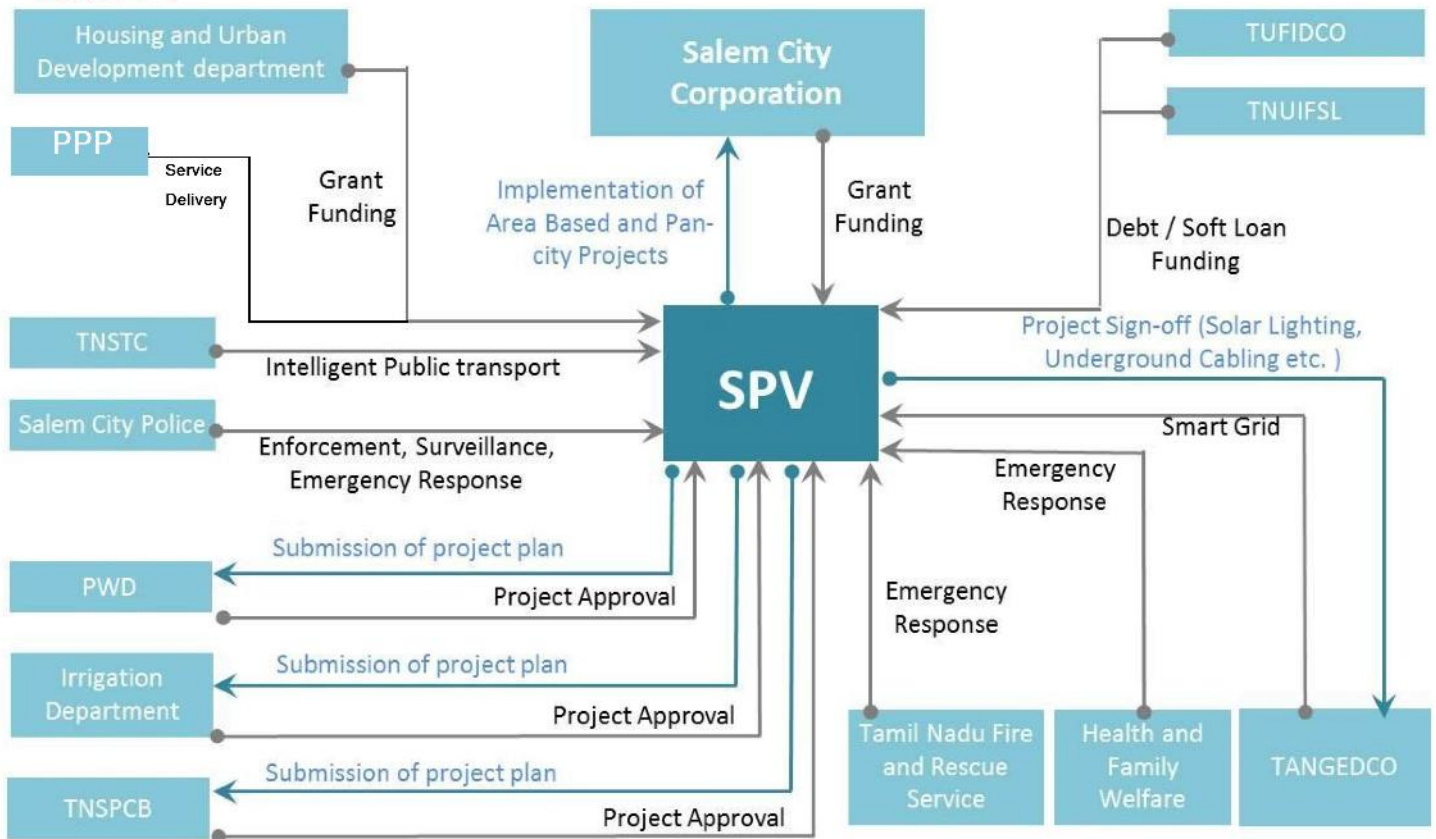 Housing and Urban
Development department
Salem City
Corporation
TUFIDCO
TNUIFSL
PPP
Service
Delivery
Grant
Funding
Implementation of
Area Based and Pan-
city Projects
Grant
Funding
Debt / Soft Loan
Funding
TNSTC
Intelligent Public transport
SPV
Project Sign-off (Solar Lighting,
Underground Cabling etc. )
Salem City Police
Enforcement, Surveillance,
Emergency Response
Smart Grid
Emergency
Response
Submission of project plan
PWD
Project Approval
Emergency
Response
Submission of project plan
Irrigation
Department
Project Approval
Submission of project plan
TNSPCB
Project Approval
Tamil Nadu Fire
and Rescue
Service
Health and
Family
Welfare
TANGEDCO